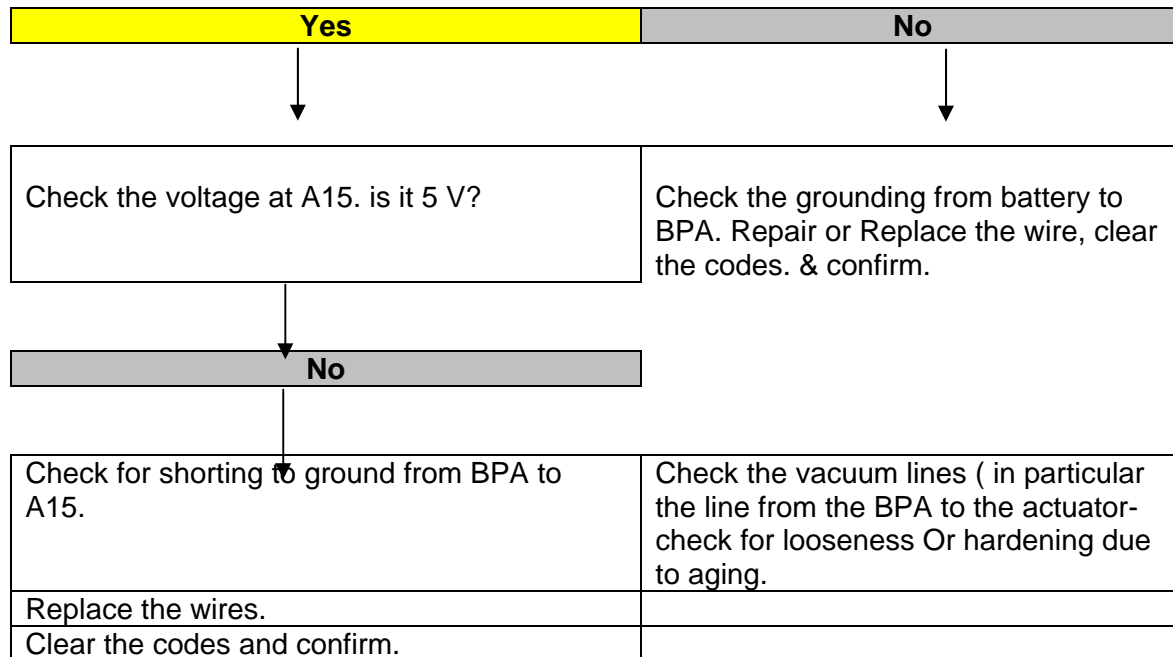 Yes
No
Check the voltage at A15. is it 5 V?
Check the grounding from battery to
BPA. Repair or Replace the wire, clear
the codes. & confirm.
No
Check for shorting to ground from BPA to
A15.
Check the vacuum lines ( in particular
the line from the BPA to the actuator-
check for looseness Or hardening due
to aging.
Replace the wires.
Clear the codes and confirm.